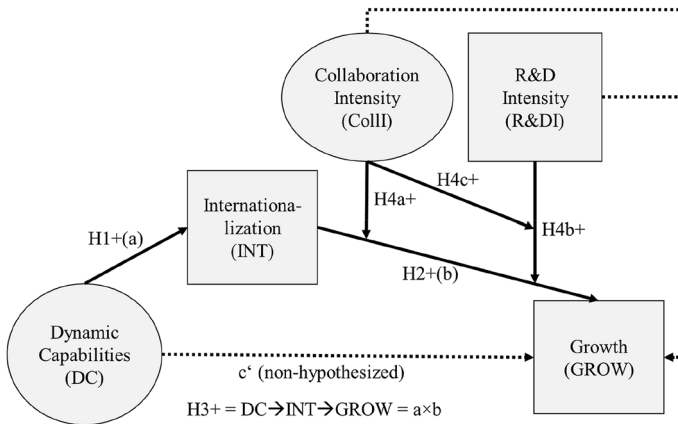 Collaboration
Intensity
(CollI)
R&D
Intensity
(R&DI)
H4c+
H4a+
H4b+
Internationa-
lization
(INT)
H1+(a)
H2+(b)
Dynamic
Capabilities
(DC)
Growth
(GROW)
c‘ (non-hypothesized)
H3+ = DC→INT→GROW = a×b